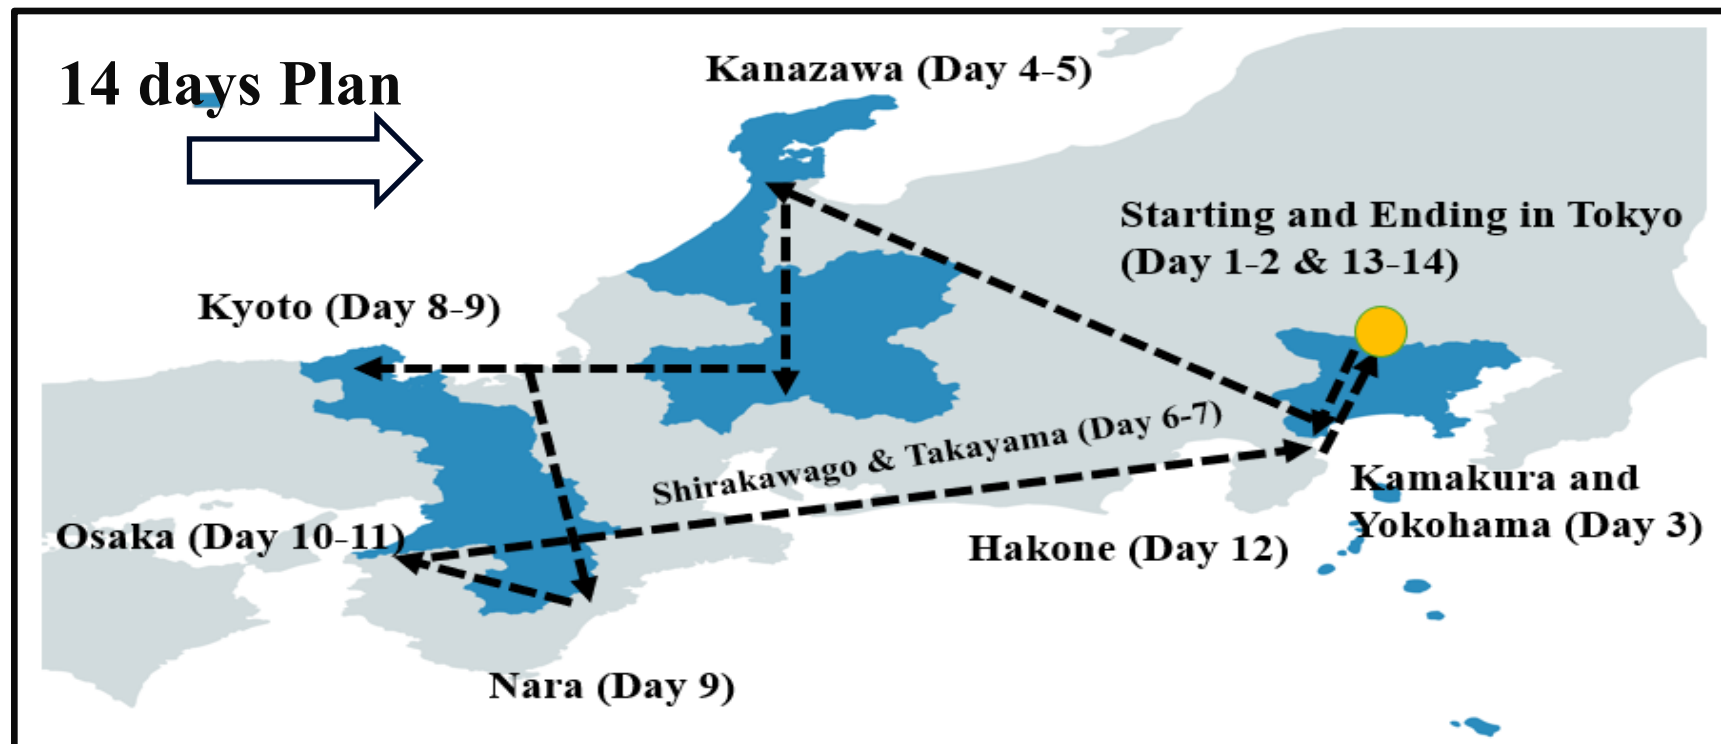 14 days Plan
Kanazawa (Day 4-5)
Starting and Ending in Tokyo
(Day 1-2 & 13-14)
Kyoto (Day 8-9)
Shirakawago & Takayama (Day 6-7)
Kamakura and
Yokohama (Day 3)
Osaka (Day 10-11)
Hakone (Day 12)
Nara (Day 9)